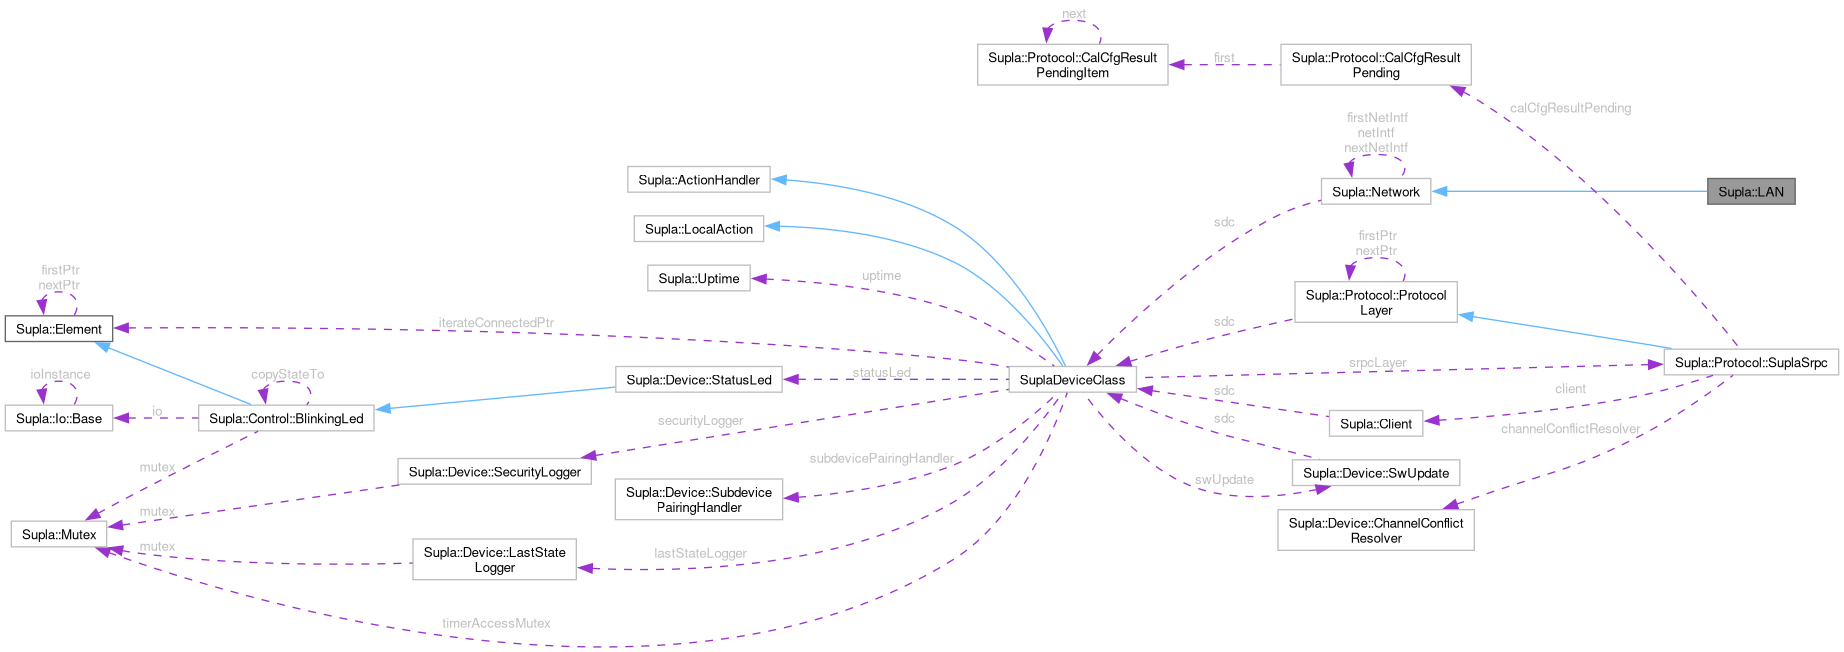 next
Supla::Protocol::CalCfgResult
PendingItem
first
Supla::Protocol::CalCfgResult
Pending
calCfgResultPending
firstNetIntf
netIntf
nextNetIntf
Supla::ActionHandler
Supla::Network
Supla::LAN
Supla::LocalAction
sdc
firstPtr
nextPtr
Supla::Uptime
uptime
firstPtr
nextPtr
Supla::Protocol::Protocol
Layer
Supla::Element
iterateConnectedPtr
sdc
Supla::Protocol::SuplaSrpc
srpcLayer
ioInstance
copyStateTo
Supla::Device::StatusLed
statusLed
SuplaDeviceClass
sdc
client
Supla::Io::Base
io
Supla::Control::BlinkingLed
securityLogger
sdc
Supla::Client
channelConflictResolver
mutex
Supla::Device::SecurityLogger
subdevicePairingHandler
swUpdate
Supla::Device::SwUpdate
Supla::Device::Subdevice
PairingHandler
mutex
Supla::Mutex
Supla::Device::ChannelConflict
Resolver
mutex
Supla::Device::LastState
Logger
lastStateLogger
timerAccessMutex